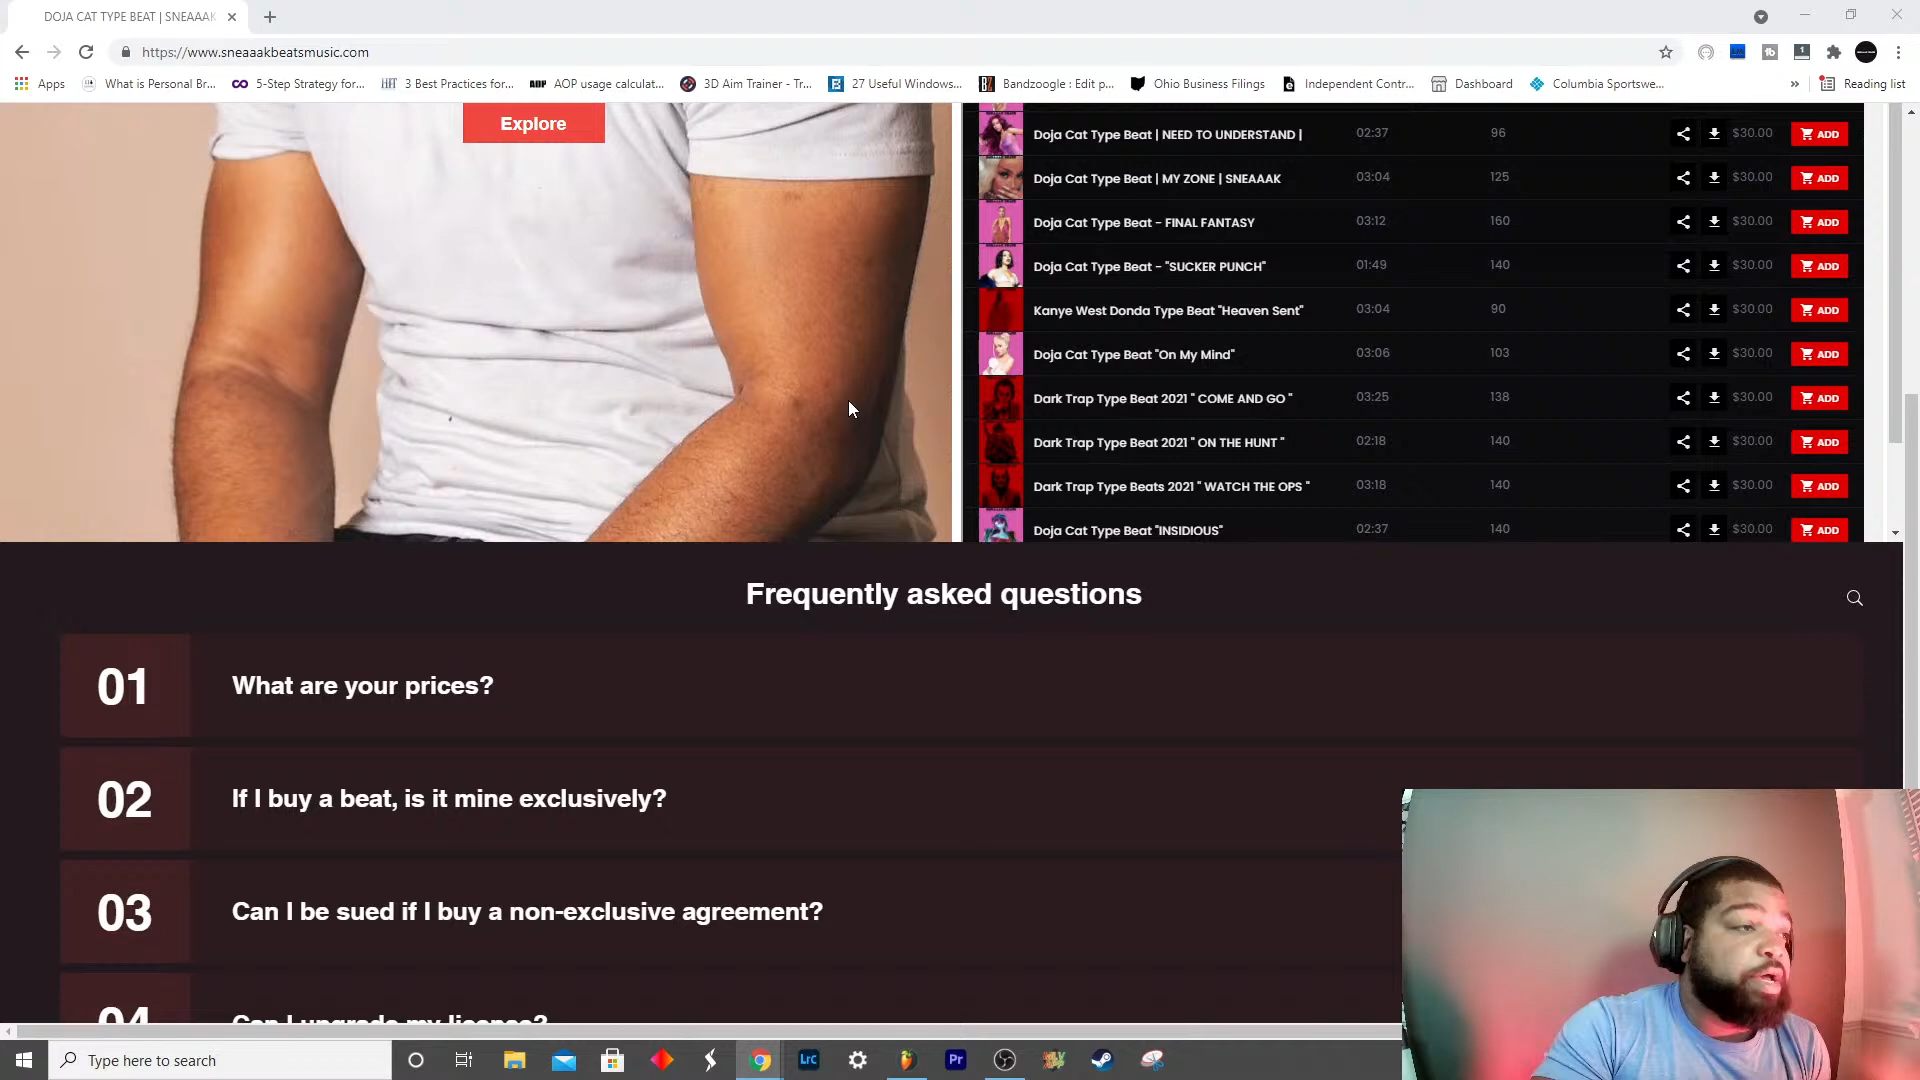 DOJA CAT TYPE BEAT | SNEAAAK
https://www.sneaaakbeatsmusic.com
Apps
What is Personal Br...
5-Step Strategy for...
3 Best Practices for...
AOP usage calculat...
3D Aim Trainer - Tr...
27 Useful Windows...
Bandzoogle : Edit p...
Ohio Business Filings
Independent Contr...
Dashboard
Columbia Sportswe...
»
Reading list
Explore
Doja Cat Type Beat | NEED TO UNDERSTAND | 02:37 96 $30.00 ADD
Doja Cat Type Beat | MY ZONE | SNEAAAK 03:04 125 $30.00 ADD
Doja Cat Type Beat - FINAL FANTASY 03:12 160 $30.00 ADD
Doja Cat Type Beat - "SUCKER PUNCH" 01:49 140 $30.00 ADD
Kanye West Donda Type Beat "Heaven Sent" 03:04 90 $30.00 ADD
Doja Cat Type Beat "On My Mind" 03:06 103 $30.00 ADD
Dark Trap Type Beat 2021 " COME AND GO " 03:25 138 $30.00 ADD
Dark Trap Type Beat 2021 " ON THE HUNT " 02:18 140 $30.00 ADD
Dark Trap Type Beats 2021 " WATCH THE OPS " 03:18 140 $30.00 ADD
Doja Cat Type Beat "INSIDIOUS" 02:37 140 $30.00 ADD
Frequently asked questions
01 What are your prices?
02 If I buy a beat, is it mine exclusively?
03 Can I be sued if I buy a non-exclusive agreement?
04 Can I upgrade my license?
Type here to search
Lrc
Pr